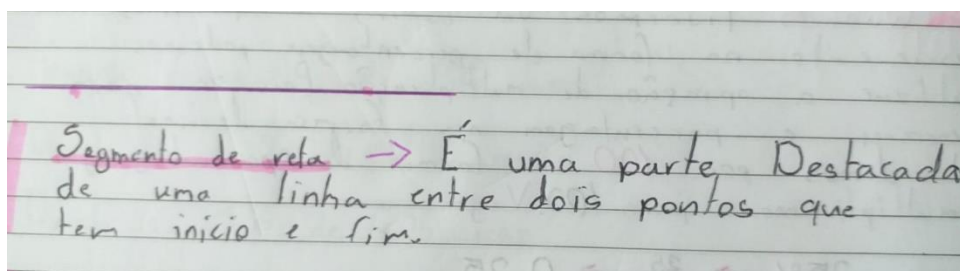 Segmento de reta → É uma parte Destacada
de uma linha entre dois pontos que
tem inicio e fim.